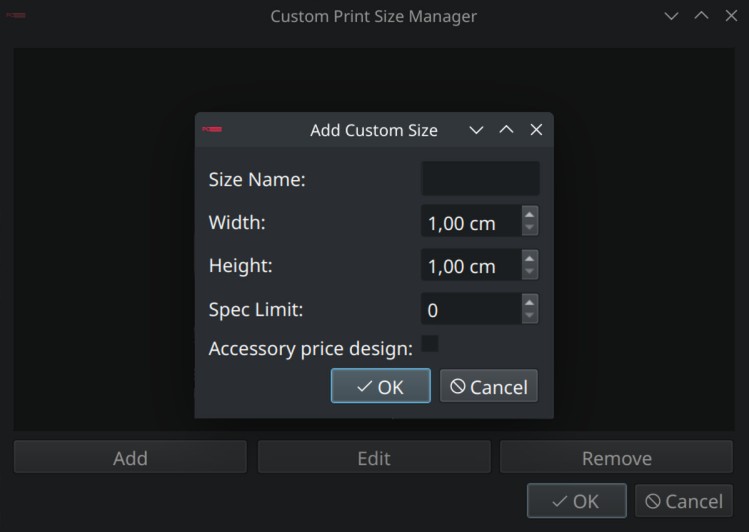 Custom Print Size Manager
Add Custom Size
Size Name:
Width: 1,00 cm
Height: 1,00 cm
Spec Limit: 0
Accessory price design:
OK Cancel
Add Edit Remove
OK Cancel